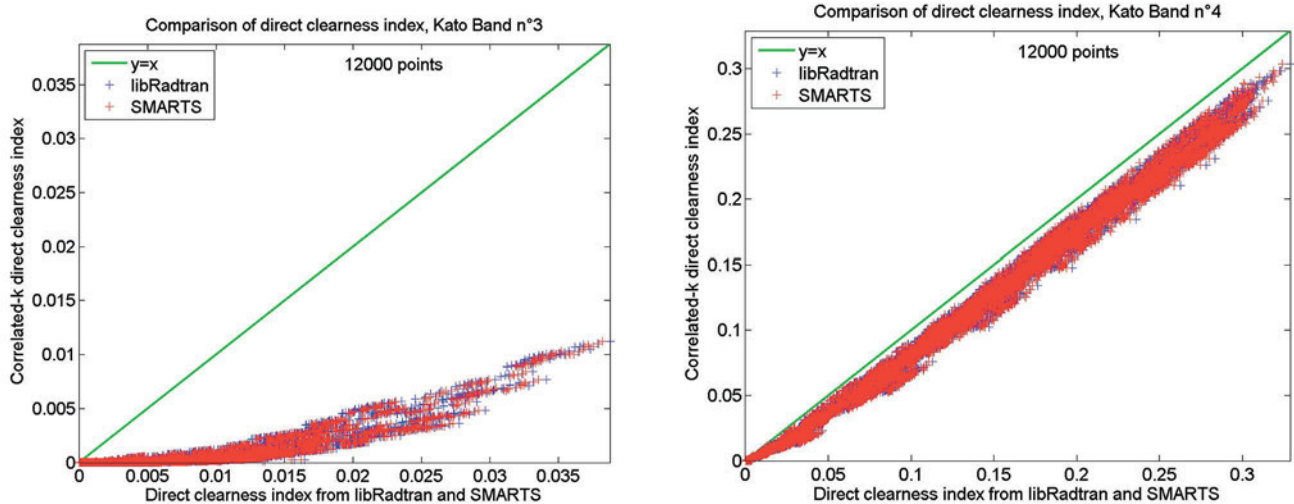 Comparison of direct clearness index, Kato Band n°3
y=x
libRadtran
SMARTS
12000 points
0.035
0.03
0.025
0.02
0.015
0.01
0.005
0
Correlated-k direct clearness index
0 0.005 0.01 0.015 0.02 0.025 0.03 0.035
Direct clearness index from libRadtran and SMARTS
Comparison of direct clearness index, Kato Band n°4
y=x
libRadtran
SMARTS
12000 points
0.3
0.25
0.2
0.15
0.1
0.05
0
Correlated-k direct clearness index
0 0.05 0.1 0.15 0.2 0.25 0.3
Direct clearness index from libRadtran and SMARTS